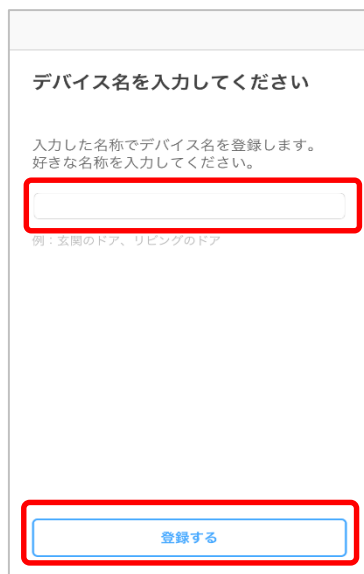 デバイス名を入力してください
入力した名称でデバイス名を登録します。
好きな名称を入力してください。
例：玄関のドア、リビングのドア
登録する